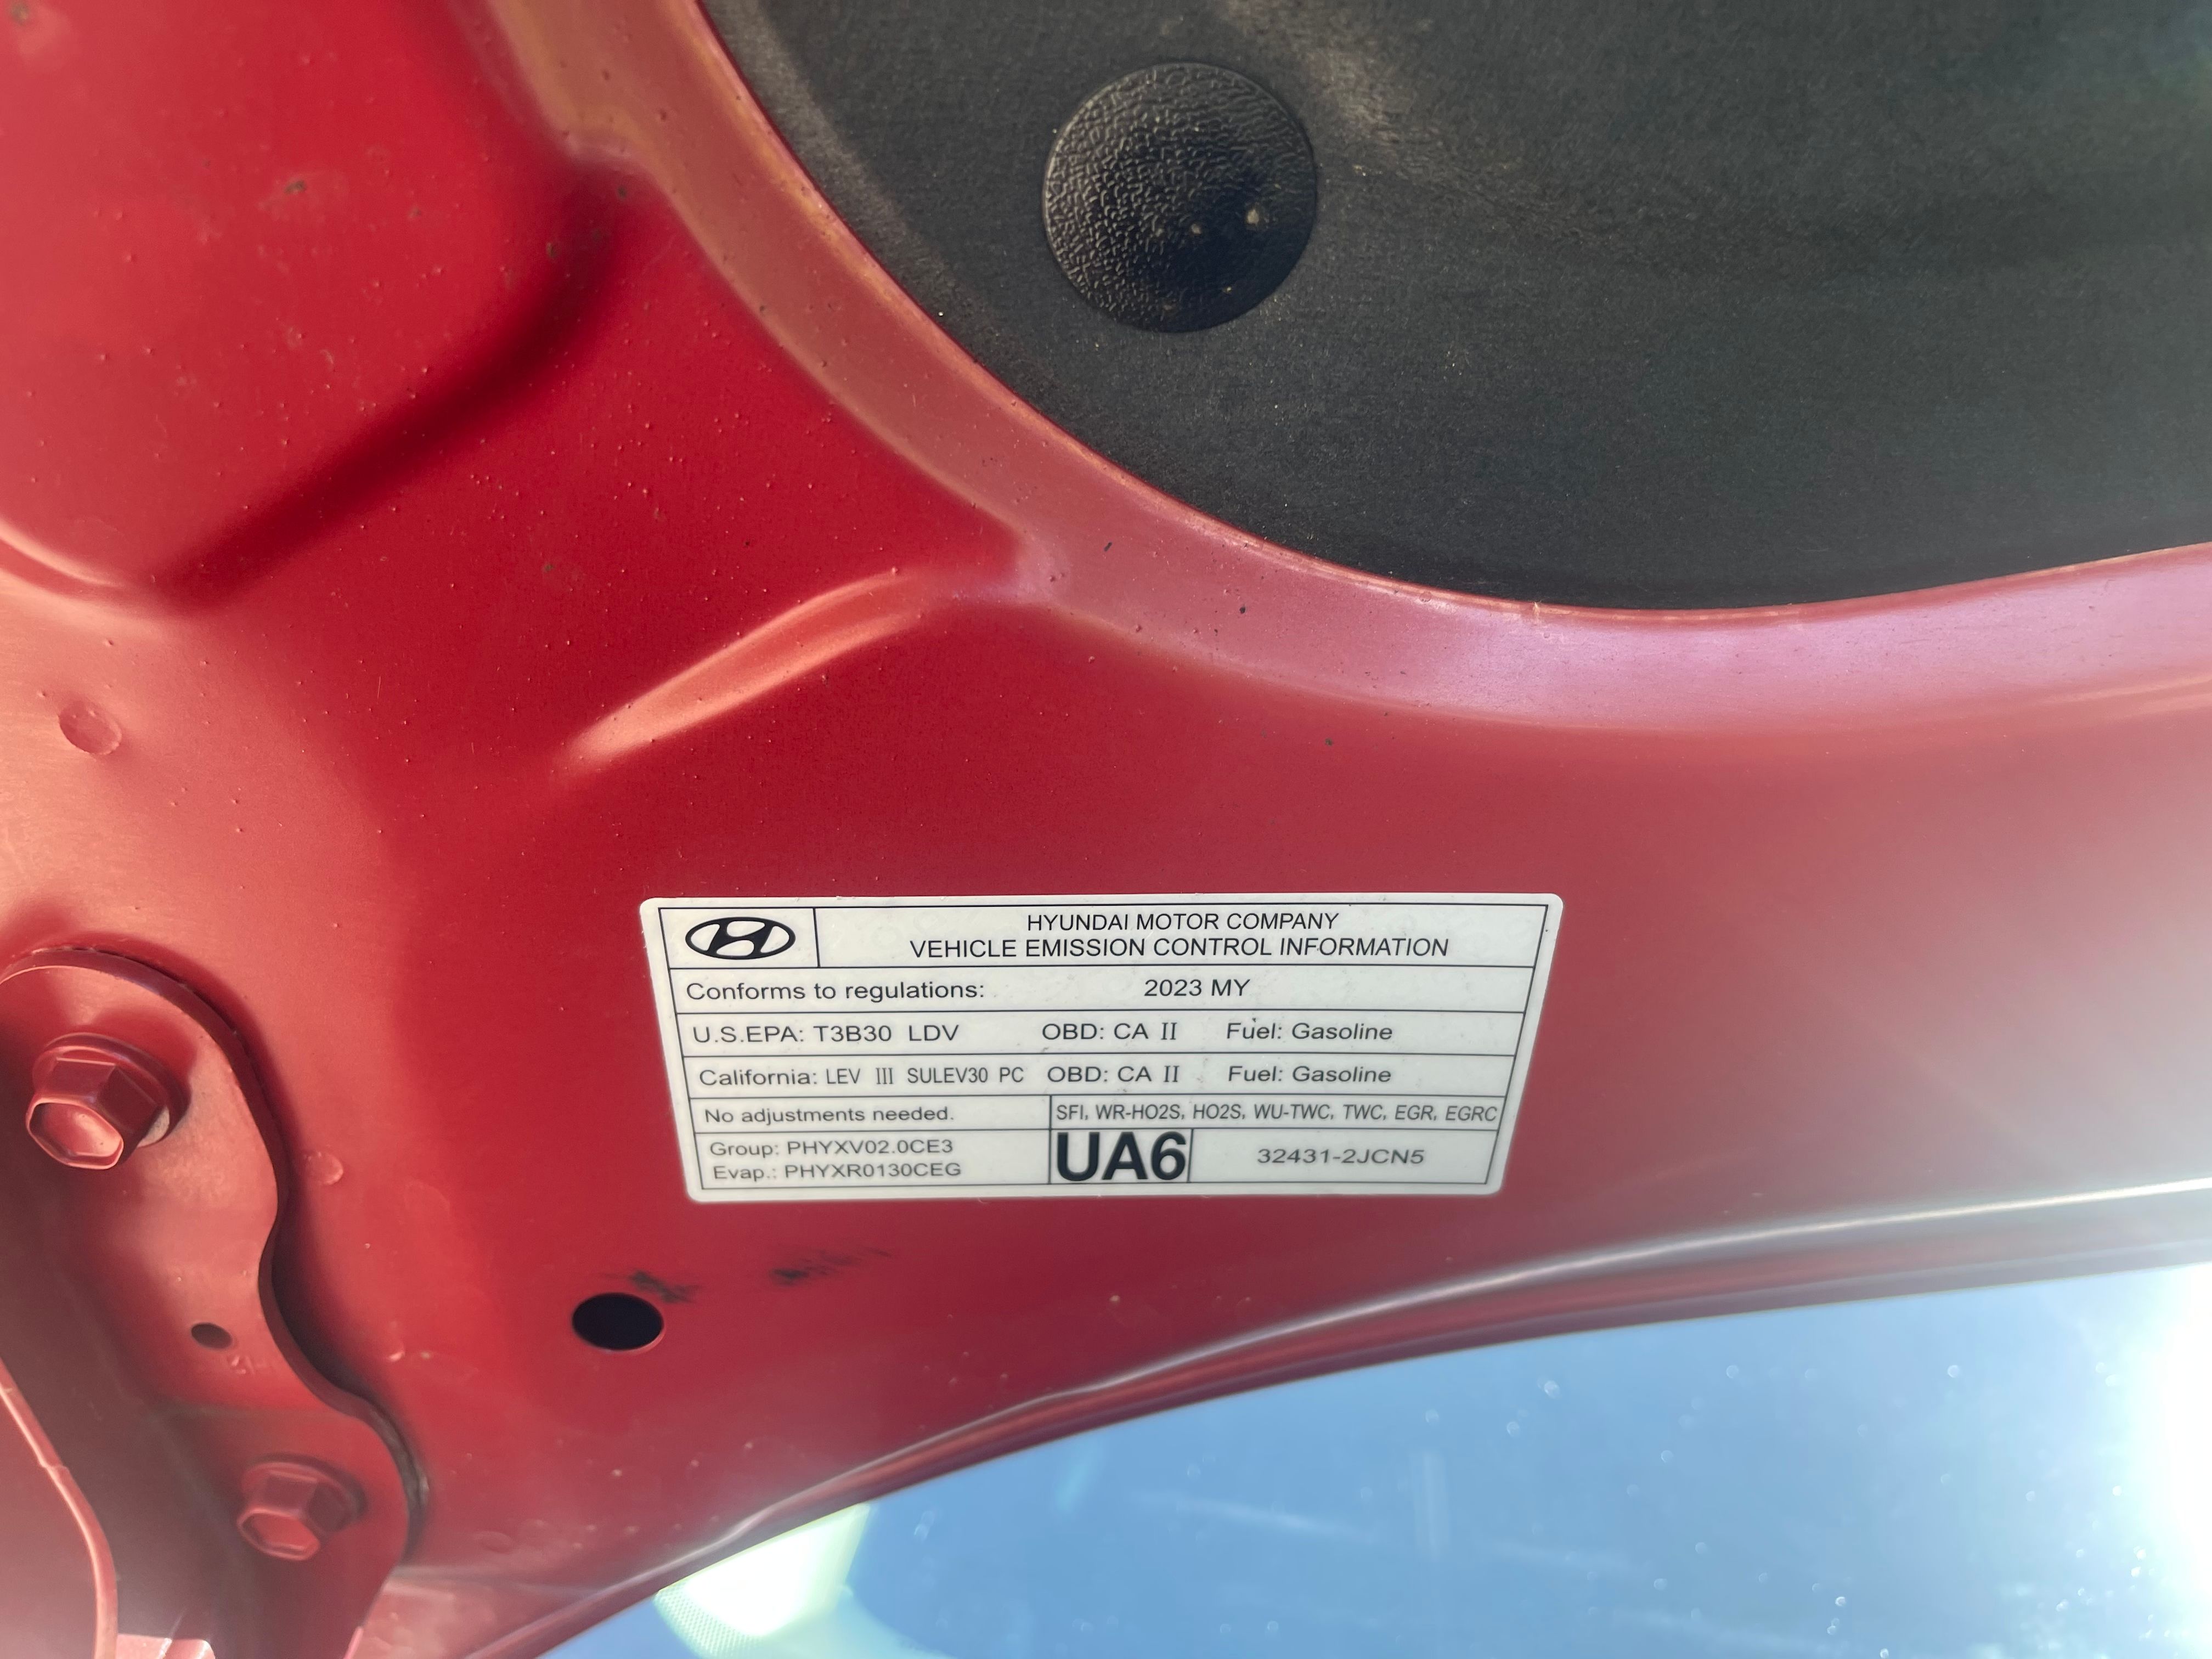 HYUNDAI MOTOR COMPANY
VEHICLE EMISSION CONTROL INFORMATION
Conforms to regulations: 2023 MY
U.S.EPA: T3B30 LDV OBD: CA II Fuel: Gasoline
California: LEV III SULEV30 PC OBD: CA II Fuel: Gasoline
No adjustments needed. SFI, WR-HO2S, HO2S, WU-TWC, TWC, EGR, EGRC
Group: PHYXV02.0CE3
Evap.: PHYXR0130CEG
UA6
32431-2JCN5